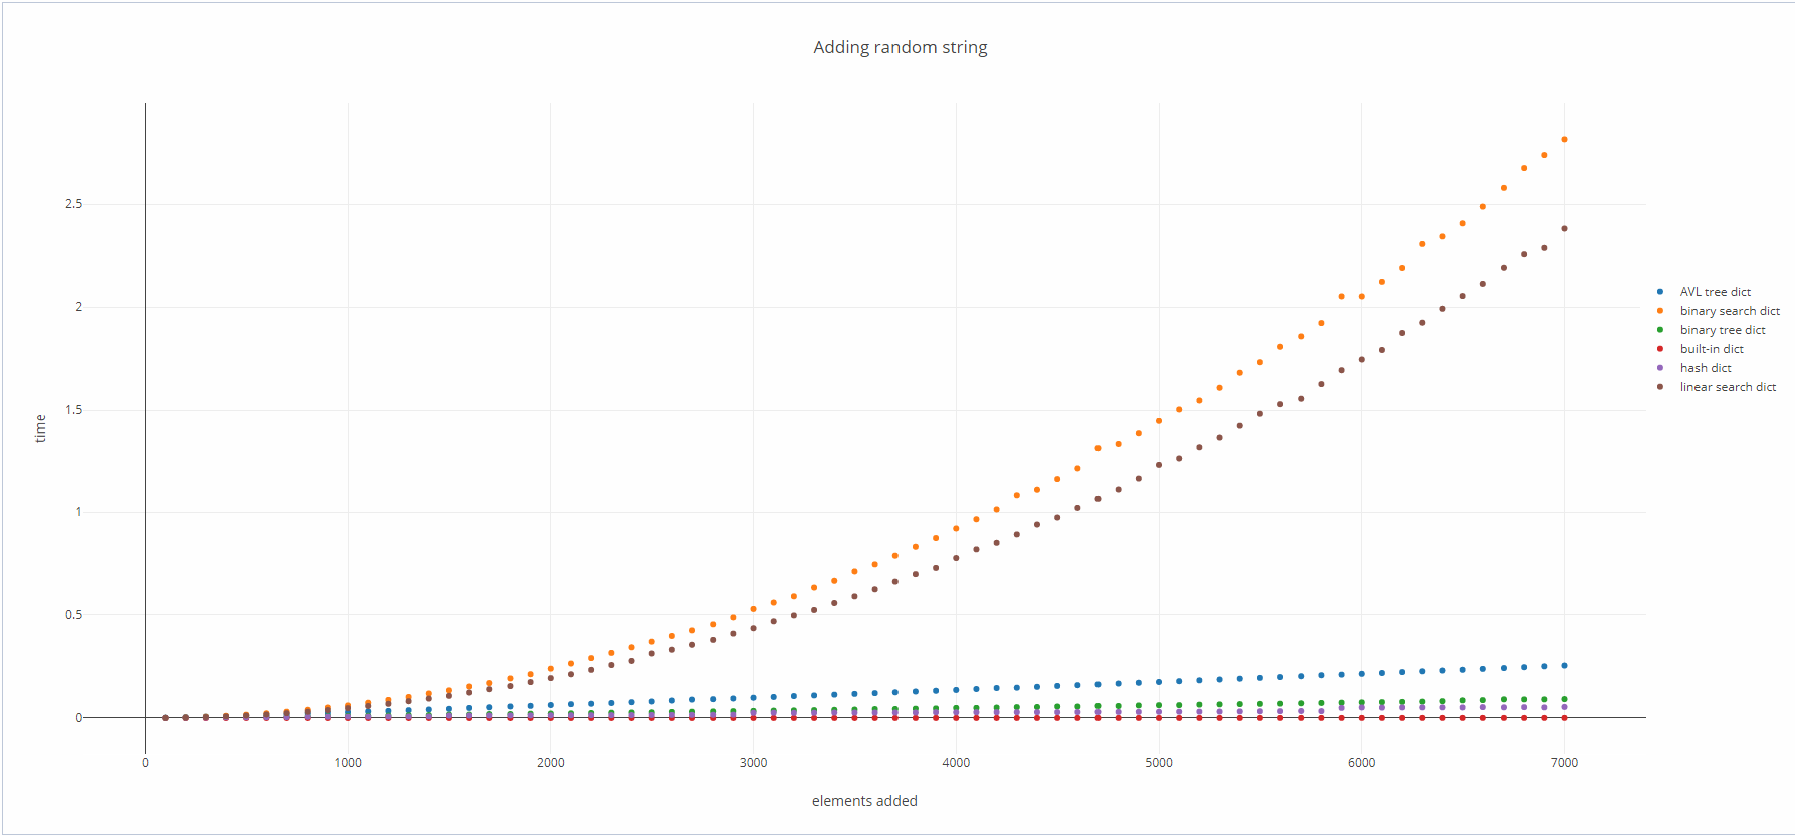 Adding random string
2.5
2
1.5
1
0.5
0
time
0 1000 2000 3000 4000 5000 6000 7000
elements added
AVL tree dict
binary search dict
binary tree dict
built-in dict
hash dict
linear search dict